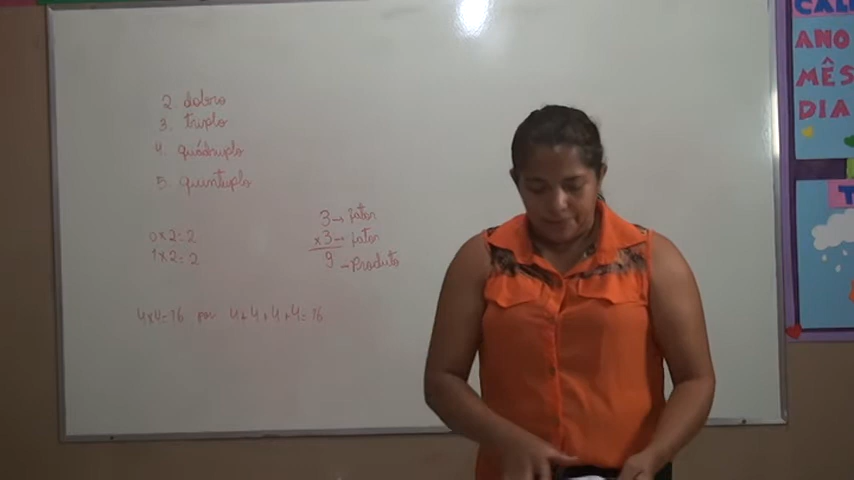 2. dobro
3. triplo
4. quádruplo
5. quíntuplo
0x2=2
1x2=2
3 → fator
x3 → fator
9 → Produto
4x4=16 por 4+4+4+4=16
ANO
MÊS
DIA